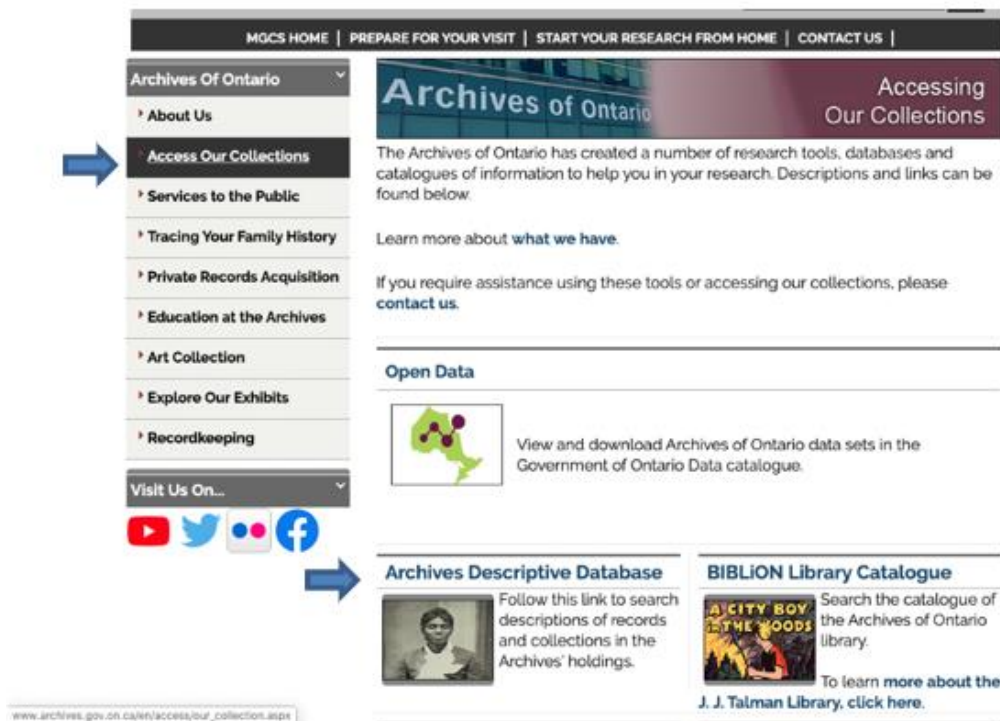 MGCS HOME | PREPARE FOR YOUR VISIT | START YOUR RESEARCH FROM HOME | CONTACT US |
Archives Of Ontario
About Us
Access Our Collections
Services to the Public
Tracing Your Family History
Private Records Acquisition
Education at the Archives
Art Collection
Explore Our Exhibits
Recordkeeping
Visit Us On...
Archives of Ontario
Accessing
Our Collections
The Archives of Ontario has created a number of research tools, databases and
catalogues of information to help you in your research. Descriptions and links can be
found below.
Learn more about what we have.
If you require assistance using these tools or accessing our collections, please
contact us.
Open Data
View and download Archives of Ontario data sets in the
Government of Ontario Data catalogue.
Archives Descriptive Database
Follow this link to search
descriptions of records
and collections in the
Archives' holdings.
BIBLiON Library Catalogue
A CITY BOY
IN THE WOODS
Search the catalogue of
the Archives of Ontario
library.
To learn more about the
J. J. Talman Library, click here.
www.archives.gov.on.ca/en/access/our_collection.aspx